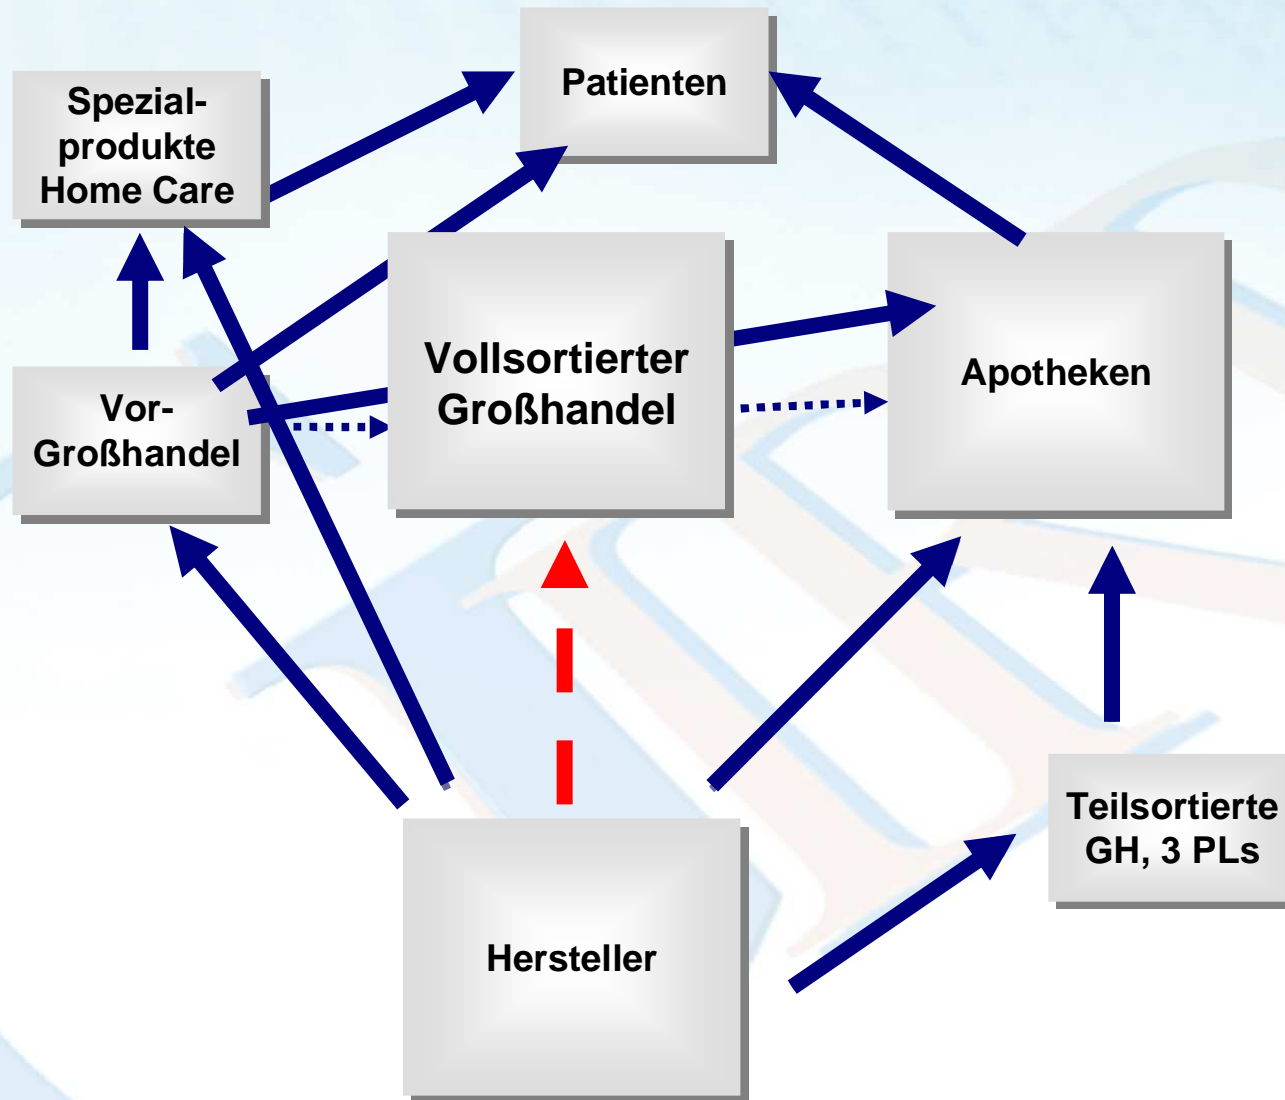 Patienten
Spezial-
produkte
Home Care
Vollsortierter
Großhandel
Apotheken
Vor-
Großhandel
Teilsortierte
GH, 3 PLs
Hersteller